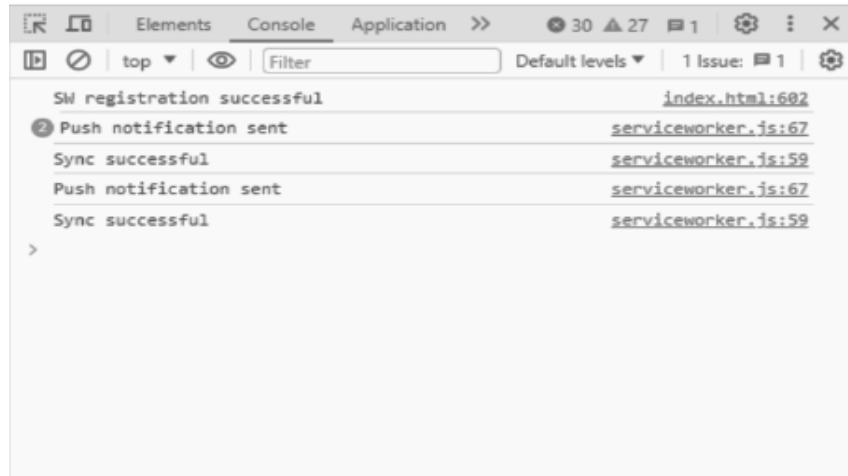 Elements Console Application >> 30 27 1
top Filter Default levels 1 Issue: 1
SW registration successful index.html:602
2 Push notification sent serviceworker.js:67
Sync successful serviceworker.js:59
Push notification sent serviceworker.js:67
Sync successful serviceworker.js:59
>